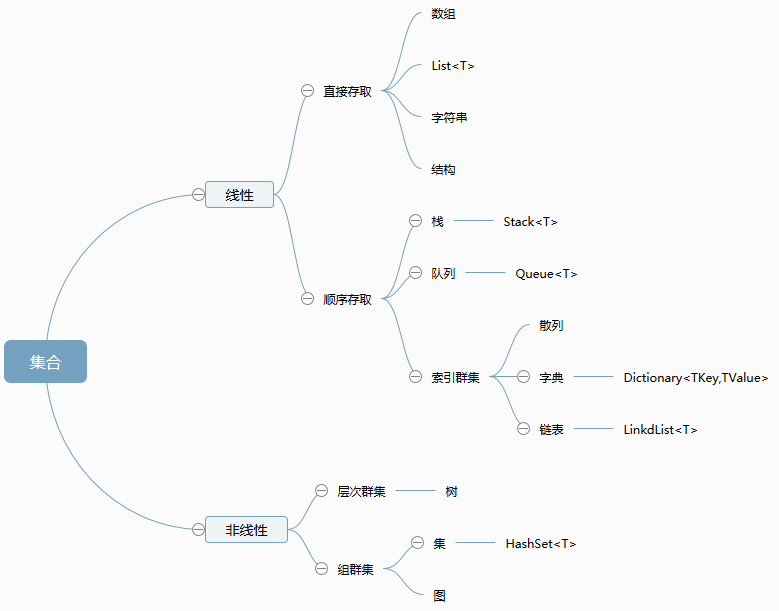 集合
线性
直接存取
数组
List<T>
字符串
结构
顺序存取
栈
Stack<T>
队列
Queue<T>
索引群集
散列
字典
Dictionary<TKey,TValue>
链表
LinkdList<T>
非线性
层次群集
树
组群集
集
HashSet<T>
图